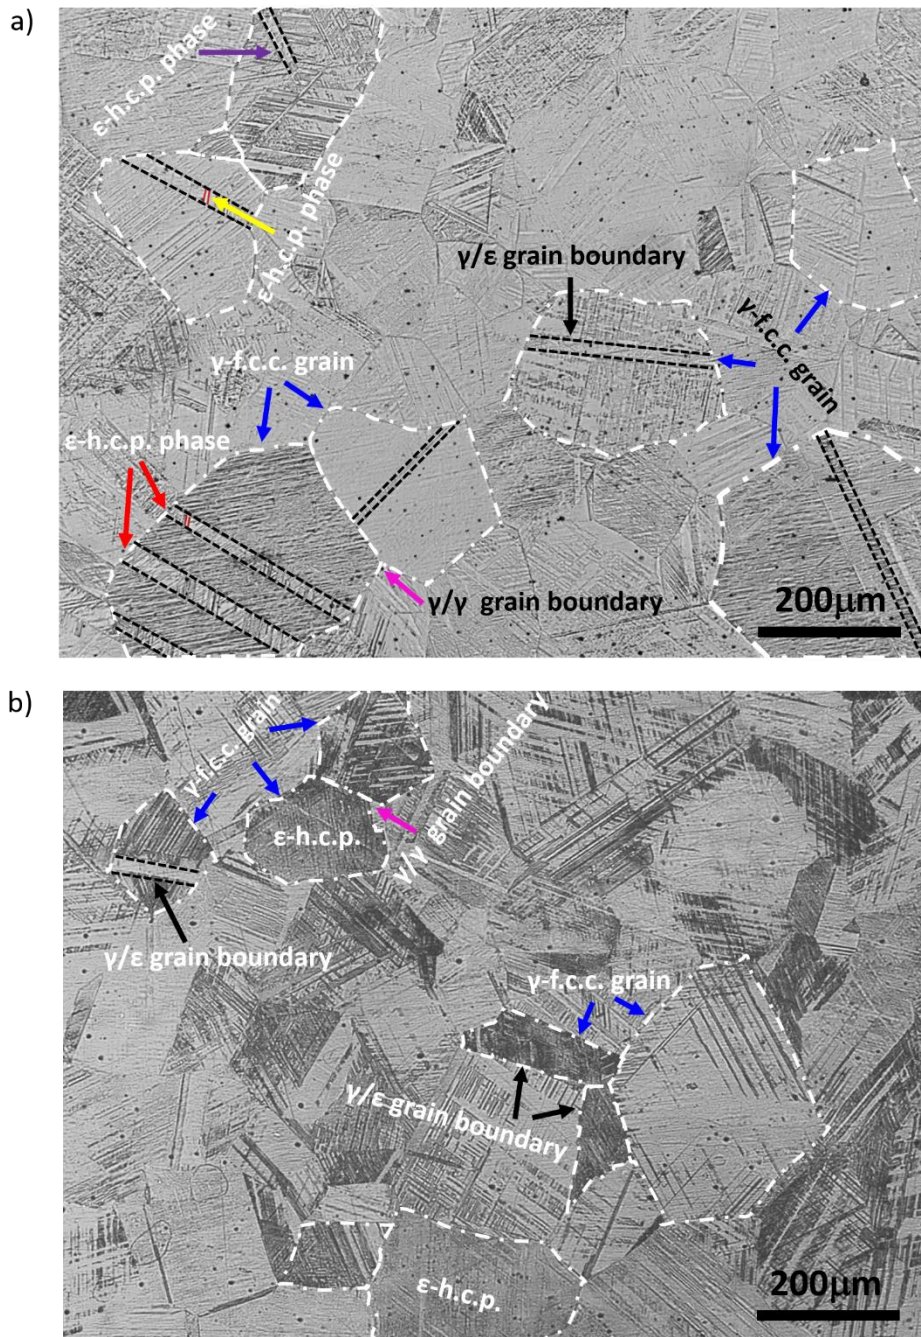 a)
ε-h.c.p. phase
ε-h.c.p. phase
γ/ε grain boundary
γ-f.c.c. grain
γ-f.c.c. grain
ε-h.c.p. phase
γ/γ grain boundary
200µm
b)
γ-f.c.c. grain
γ/γ grain boundary
ε-h.c.p.
γ/ε grain boundary
γ-f.c.c. grain
γ/ε grain boundary
ε-h.c.p.
200µm